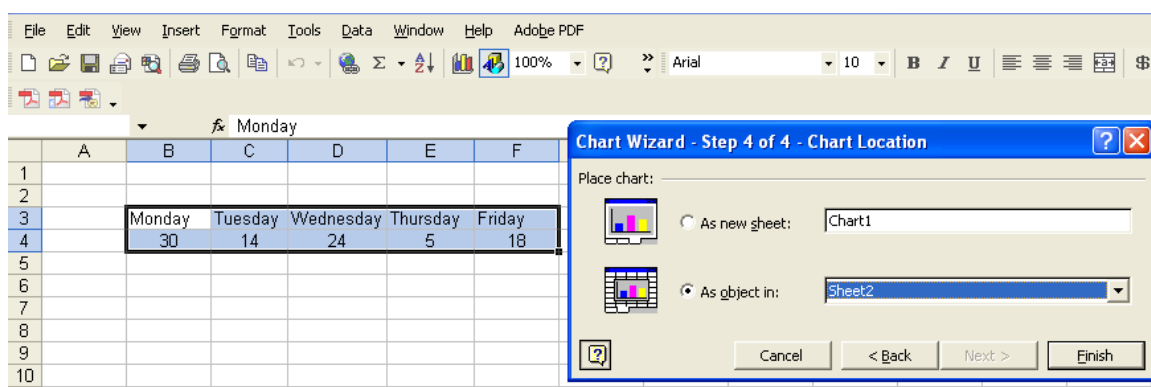 File Edit View Insert Format Tools Data Window Help Adobe PDF
Σ 100% Arial 10 B I U $
fx Monday
A B C D E F
1
2
3 Monday Tuesday Wednesday Thursday Friday
4 30 14 24 5 18
5
6
7
8
9
10
Chart Wizard - Step 4 of 4 - Chart Location
Place chart:
As new sheet: Chart1
As object in: Sheet2
Cancel < Back Next > Finish